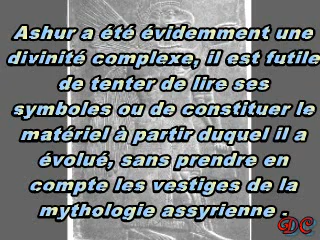 Ashur a été évidemment une
divinité complexe, il est futile
de tenter de lire ses
symboles ou de constituer le
matériel à partir duquel il a
évolué, sans prendre en
compte les vestiges de la
mythologie assyrienne .
DC